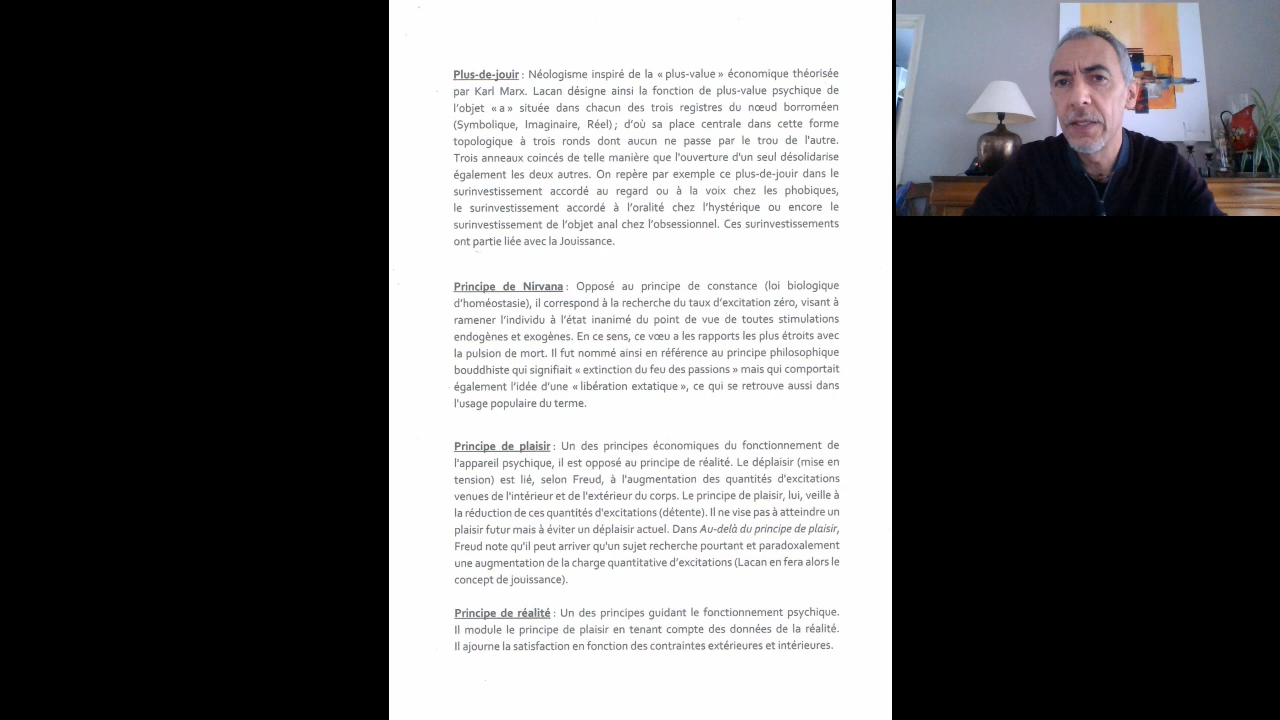 Plus-de-jouir : Néologisme inspiré de la « plus-value » économique théorisée
par Karl Marx. Lacan désigne ainsi la fonction de plus-value psychique de
l'objet « a » située dans chacun des trois registres du nœud borroméen
(Symbolique, Imaginaire, Réel) ; d'où sa place centrale dans cette forme
topologique à trois ronds dont aucun ne passe par le trou de l'autre.
Trois anneaux coincés de telle manière que l'ouverture d'un seul désolidarise
également les deux autres. On repère par exemple ce plus-de-jouir dans le
surinvestissement accordé au regard ou à la voix chez les phobiques,
le surinvestissement accordé à l'oralité chez l'hystérique ou encore le
surinvestissement de l'objet anal chez l'obsessionnel. Ces surinvestissements
ont partie liée avec la Jouissance.
Principe de Nirvana : Opposé au principe de constance (loi biologique
d'homéostasie), il correspond à la recherche du taux d'excitation zéro, visant à
ramener l'individu à l'état inanimé du point de vue de toutes stimulations
endogènes et exogènes. En ce sens, ce vœu a les rapports les plus étroits avec
la pulsion de mort. Il fut nommé ainsi en référence au principe philosophique
bouddhiste qui signifiait « extinction du feu des passions » mais qui comportait
également l'idée d'une « libération extatique », ce qui se retrouve aussi dans
l'usage populaire du terme.
Principe de plaisir : Un des principes économiques du fonctionnement de
l'appareil psychique, il est opposé au principe de réalité. Le déplaisir (mise en
tension) est lié, selon Freud, à l'augmentation des quantités d'excitations
venues de l'intérieur et de l'extérieur du corps. Le principe de plaisir, lui, veille à
la réduction de ces quantités d'excitations (détente). Il ne vise pas à atteindre un
plaisir futur mais à éviter un déplaisir actuel. Dans Au-delà du principe de plaisir,
Freud note qu'il peut arriver qu'un sujet recherche pourtant et paradoxalement
une augmentation de la charge quantitative d'excitations (Lacan en fera alors le
concept de jouissance).
Principe de réalité : Un des principes guidant le fonctionnement psychique.
Il module le principe de plaisir en tenant compte des données de la réalité.
Il ajourne la satisfaction en fonction des contraintes extérieures et intérieures.